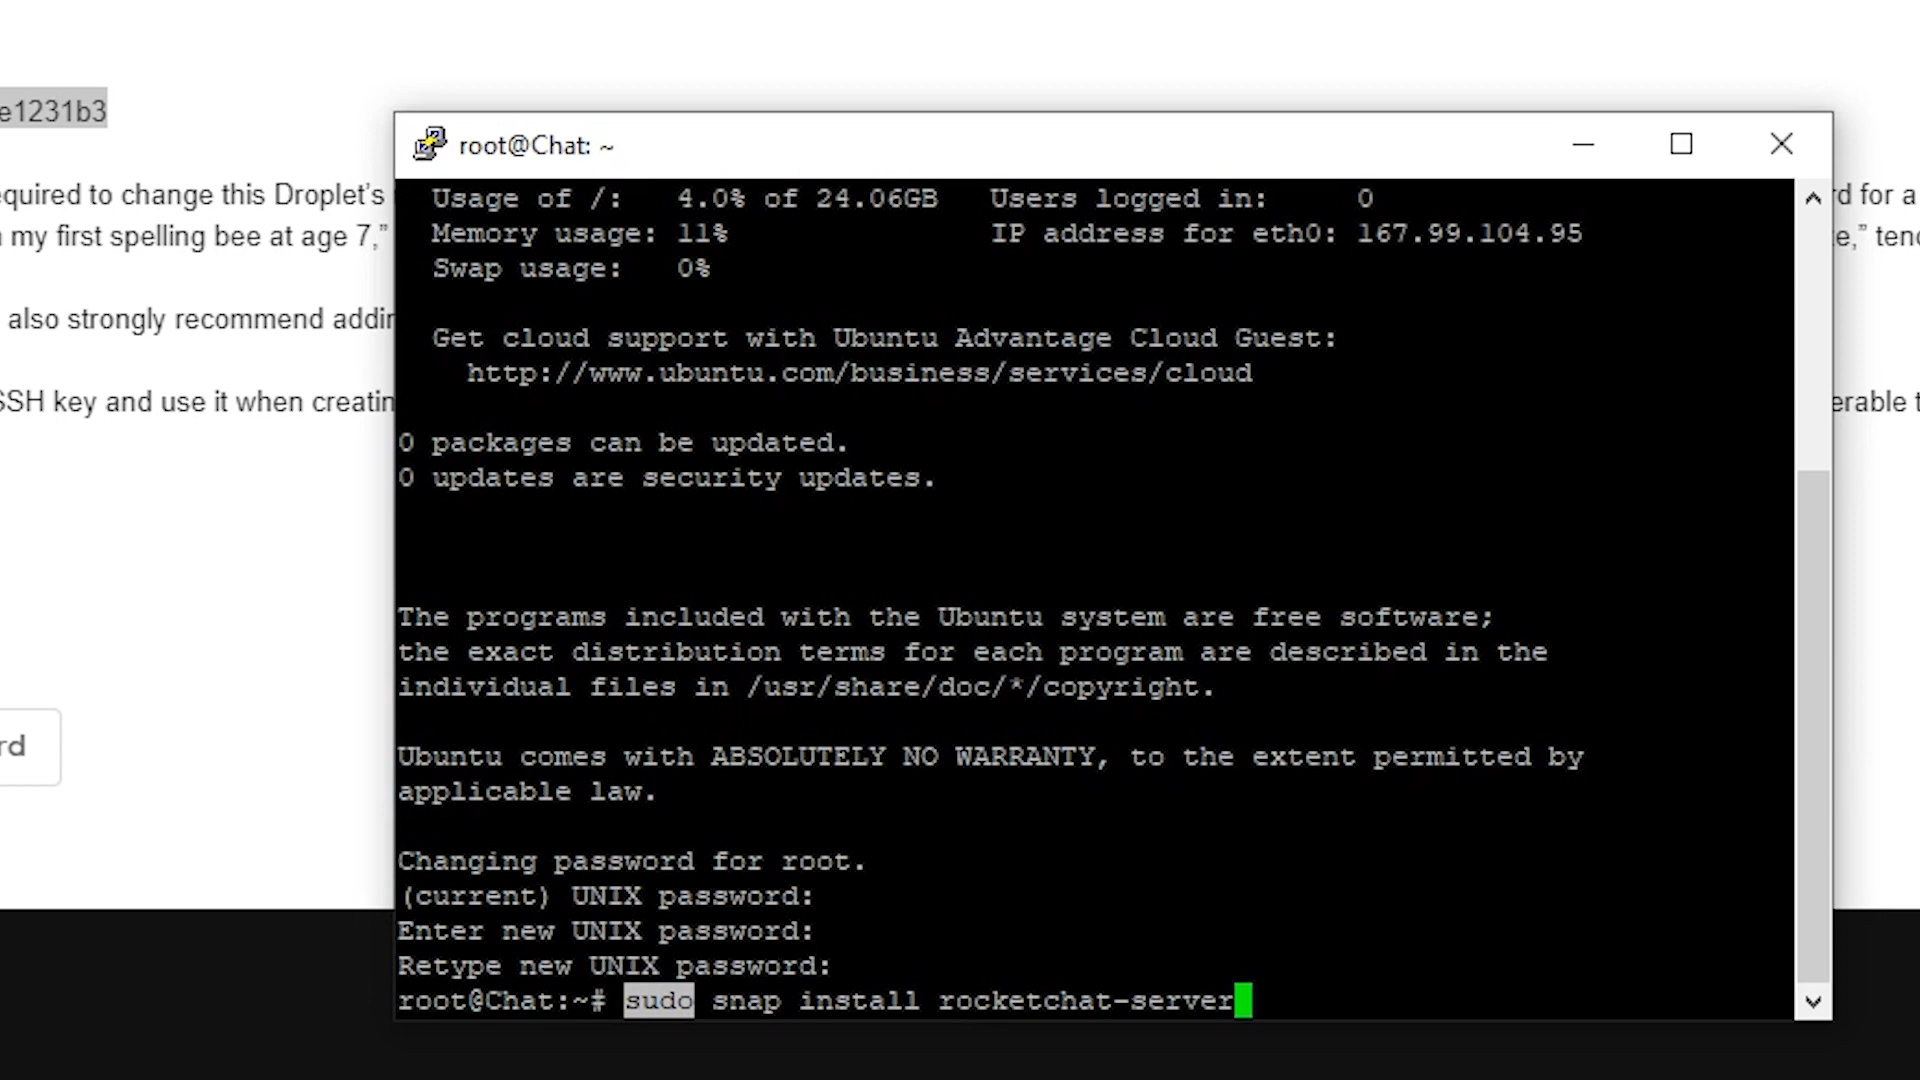 e1231b3
root@Chat: ~
equired to change this Droplet's
rd for a
my first spelling bee at age 7,”
e,” tend
also strongly recommend addin
SSH key and use it when creatin
erable t
rd
Usage of /: 4.0% of 24.06GB Users logged in: 0
Memory usage: 11% IP address for eth0: 167.99.104.95
Swap usage: 0%
Get cloud support with Ubuntu Advantage Cloud Guest:
http://www.ubuntu.com/business/services/cloud
0 packages can be updated.
0 updates are security updates.
The programs included with the Ubuntu system are free software;
the exact distribution terms for each program are described in the
individual files in /usr/share/doc/*/copyright.
Ubuntu comes with ABSOLUTELY NO WARRANTY, to the extent permitted by
applicable law.
Changing password for root.
(current) UNIX password:
Enter new UNIX password:
Retype new UNIX password:
root@Chat:~# sudo snap install rocketchat-server